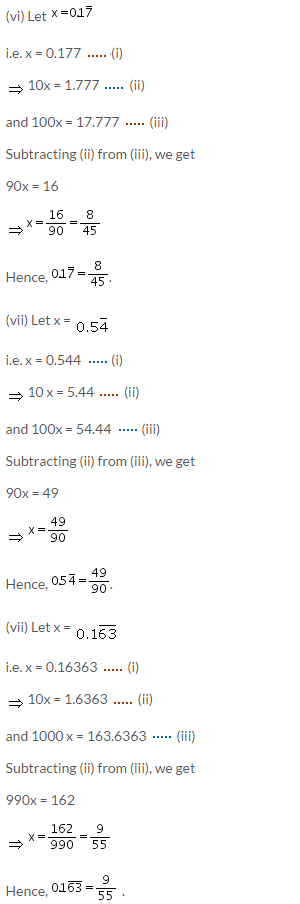 (vi) Let x = 0.17̅
i.e. x = 0.177 ..... (i)
⇒ 10x = 1.777 ..... (ii)
and 100x = 17.777 ..... (iii)
Subtracting (ii) from (iii), we get
90x = 16
⇒ x = 16/90 = 8/45
Hence, 0.17̅ = 8/45 .
(vii) Let x = 0.54̅
i.e. x = 0.544 ..... (i)
⇒ 10 x = 5.44 ..... (ii)
and 100x = 54.44 ..... (iii)
Subtracting (ii) from (iii), we get
90x = 49
⇒ x = 49/90
Hence, 0.54̅ = 49/90 .
(vii) Let x = 0.16̅3̅
i.e. x = 0.16363 ..... (i)
⇒ 10x = 1.6363 ..... (ii)
and 1000 x = 163.6363 ..... (iii)
Subtracting (ii) from (iii), we get
990x = 162
⇒ x = 162/990 = 9/55
Hence, 0.16̅3̅ = 9/55 .